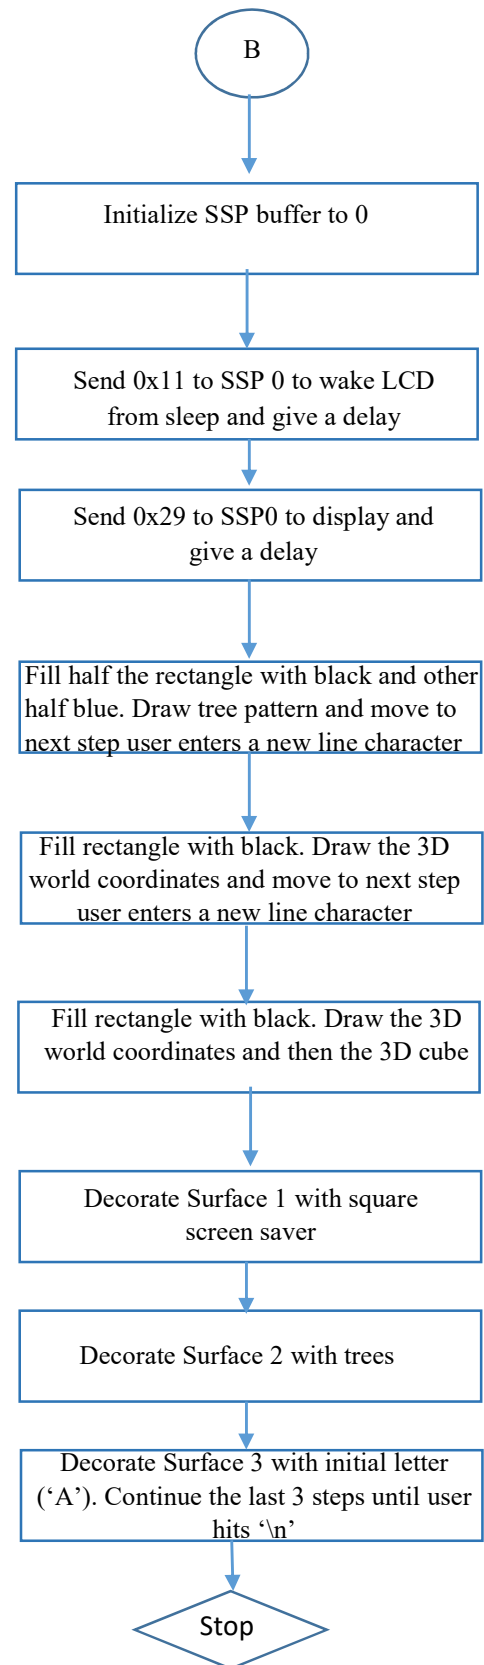 B
Initialize SSP buffer to 0
Send 0x11 to SSP 0 to wake LCD
from sleep and give a delay
Send 0x29 to SSP0 to display and
give a delay
Fill half the rectangle with black and other
half blue. Draw tree pattern and move to
next step user enters a new line character
Fill rectangle with black. Draw the 3D
world coordinates and move to next step
user enters a new line character
Fill rectangle with black. Draw the 3D
world coordinates and then the 3D cube
Decorate Surface 1 with square
screen saver
Decorate Surface 2 with trees
Decorate Surface 3 with initial letter
(‘A’). Continue the last 3 steps until user
hits ‘\n’
Stop